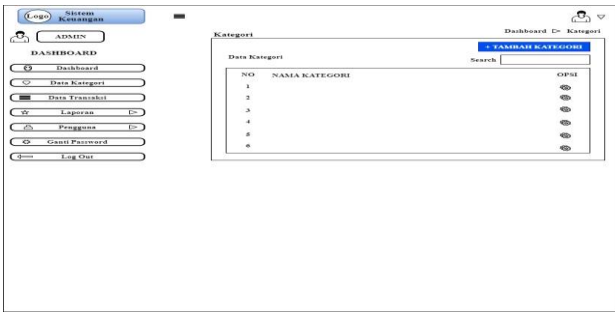 Logo
Sistem
Keuangan
ADMIN
DASHBOARD
Dashboard
Data Kategori
Data Transaksi
Laporan
Pengguna
Ganti Password
Log Out
Kategori
Dashboard Kategori
+ TAMBAH KATEGORI
Data Kategori
Search
NO NAMA KATEGORI OPSI
1
2
3
4
5
6